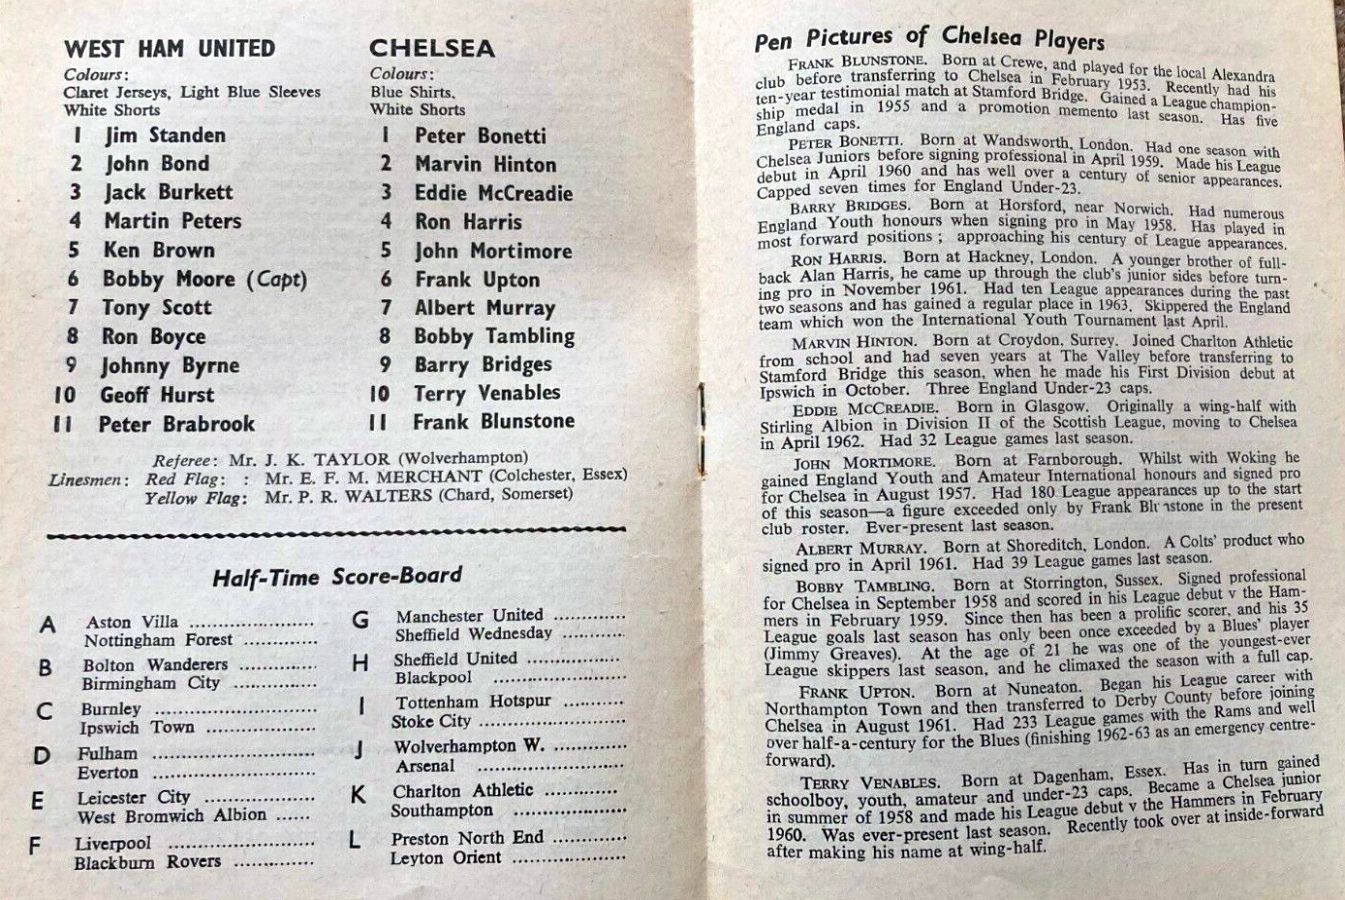 WEST HAM UNITED
Colours:
Claret Jerseys, Light Blue Sleeves
White Shorts
1 Jim Standen
2 John Bond
3 Jack Burkett
4 Martin Peters
5 Ken Brown
6 Bobby Moore (Capt)
7 Tony Scott
8 Ron Boyce
9 Johnny Byrne
10 Geoff Hurst
11 Peter Brabrook
CHELSEA
Colours:
Blue Shirts,
White Shorts
1 Peter Bonetti
2 Marvin Hinton
3 Eddie McCreadie
4 Ron Harris
5 John Mortimore
6 Frank Upton
7 Albert Murray
8 Bobby Tambling
9 Barry Bridges
10 Terry Venables
11 Frank Blunstone
Referee: Mr. J. K. TAYLOR (Wolverhampton)
Linesmen: Red Flag: : Mr. E. F. M. MERCHANT (Colchester, Essex)
Yellow Flag: Mr. P. R. WALTERS (Chard, Somerset)
Half-Time Score-Board
A Aston Villa ......................
Nottingham Forest .............
B Bolton Wanderers ..............
Birmingham City ...............
C Burnley .............................
Ipswich Town ....................
D Fulham .............................
Everton .............................
E Leicester City ....................
West Bromwich Albion ......
F Liverpool ..........................
Blackburn Rovers ..............
G Manchester United .............
Sheffield Wednesday ...........
H Sheffield United .................
Blackpool .......................
I Tottenham Hotspur ...........
Stoke City ..........................
J Wolverhampton W. .............
Arsenal ..........................
K Charlton Athletic .............
Southampton ....................
L Preston North End .............
Leyton Orient ....................
Pen Pictures of Chelsea Players
FRANK BLUNSTONE. Born at Crewe, and played for the local Alexandra
club before transferring to Chelsea in February 1953. Recently had his
ten-year testimonial match at Stamford Bridge. Gained a League champion-
ship medal in 1955 and a promotion memento last season. Has five
England caps.
PETER BONETTI. Born at Wandsworth, London. Had one season with
Chelsea Juniors before signing professional in April 1959. Made his League
debut in April 1960 and has well over a century of senior appearances.
Capped seven times for England Under-23.
BARRY BRIDGES. Born at Horsford, near Norwich. Had numerous
England Youth honours when signing pro in May 1958. Has played in
most forward positions ; approaching his century of League appearances.
RON HARRIS. Born at Hackney, London. A younger brother of full-
back Alan Harris, he came up through the club's junior sides before turn-
ing pro in November 1961. Had ten League appearances during the past
two seasons and has gained a regular place in 1963. Skippered the England
team which won the International Youth Tournament last April.
MARVIN HINTON. Born at Croydon, Surrey. Joined Charlton Athletic
from school and had seven years at The Valley before transferring to
Stamford Bridge this season, when he made his First Division debut at
Ipswich in October. Three England Under-23 caps.
EDDIE MCCREADIE. Born in Glasgow. Originally a wing-half with
Stirling Albion in Division II of the Scottish League, moving to Chelsea
in April 1962. Had 32 League games last season.
JOHN MORTIMORE. Born at Farnborough. Whilst with Woking he
gained England Youth and Amateur International honours and signed pro
for Chelsea in August 1957. Had 180 League appearances up to the start
of this season—a figure exceeded only by Frank Blunstone in the present
club roster. Ever-present last season.
ALBERT MURRAY. Born at Shoreditch, London. A Colts' product who
signed pro in April 1961. Had 39 League games last season.
BOBBY TAMBLING. Born at Storrington, Sussex. Signed professional
for Chelsea in September 1958 and scored in his League debut v the Ham-
mers in February 1959. Since then has been a prolific scorer, and his 35
League goals last season has only been once exceeded by a Blues' player
(Jimmy Greaves). At the age of 21 he was one of the youngest-ever
League skippers last season, and he climaxed the season with a full cap.
FRANK UPTON. Born at Nuneaton. Began his League career with
Northampton Town and then transferred to Derby County before joining
Chelsea in August 1961. Had 233 League games with the Rams and well
over half-a-century for the Blues (finishing 1962-63 as an emergency centre-
forward).
TERRY VENABLES. Born at Dagenham, Essex. Has in turn gained
schoolboy, youth, amateur and under-23 caps. Became a Chelsea junior
in summer of 1958 and made his League debut v the Hammers in February
1960. Was ever-present last season. Recently took over at inside-forward
after making his name at wing-half.